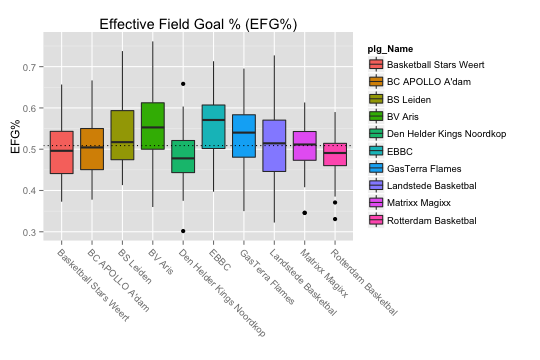 Effective Field Goal % (EFG%)
EFG%
0.7
0.6
0.5
0.4
0.3
Basketball Stars Weert
BC APOLLO A'dam
BS Leiden
BV Aris
Den Helder Kings Noordkop
EBBC
GasTerra Flames
Landstede Basketbal
Matrixx Magixx
Rotterdam Basketbal
plg_Name
Basketball Stars Weert
BC APOLLO A'dam
BS Leiden
BV Aris
Den Helder Kings Noordkop
EBBC
GasTerra Flames
Landstede Basketbal
Matrixx Magixx
Rotterdam Basketbal